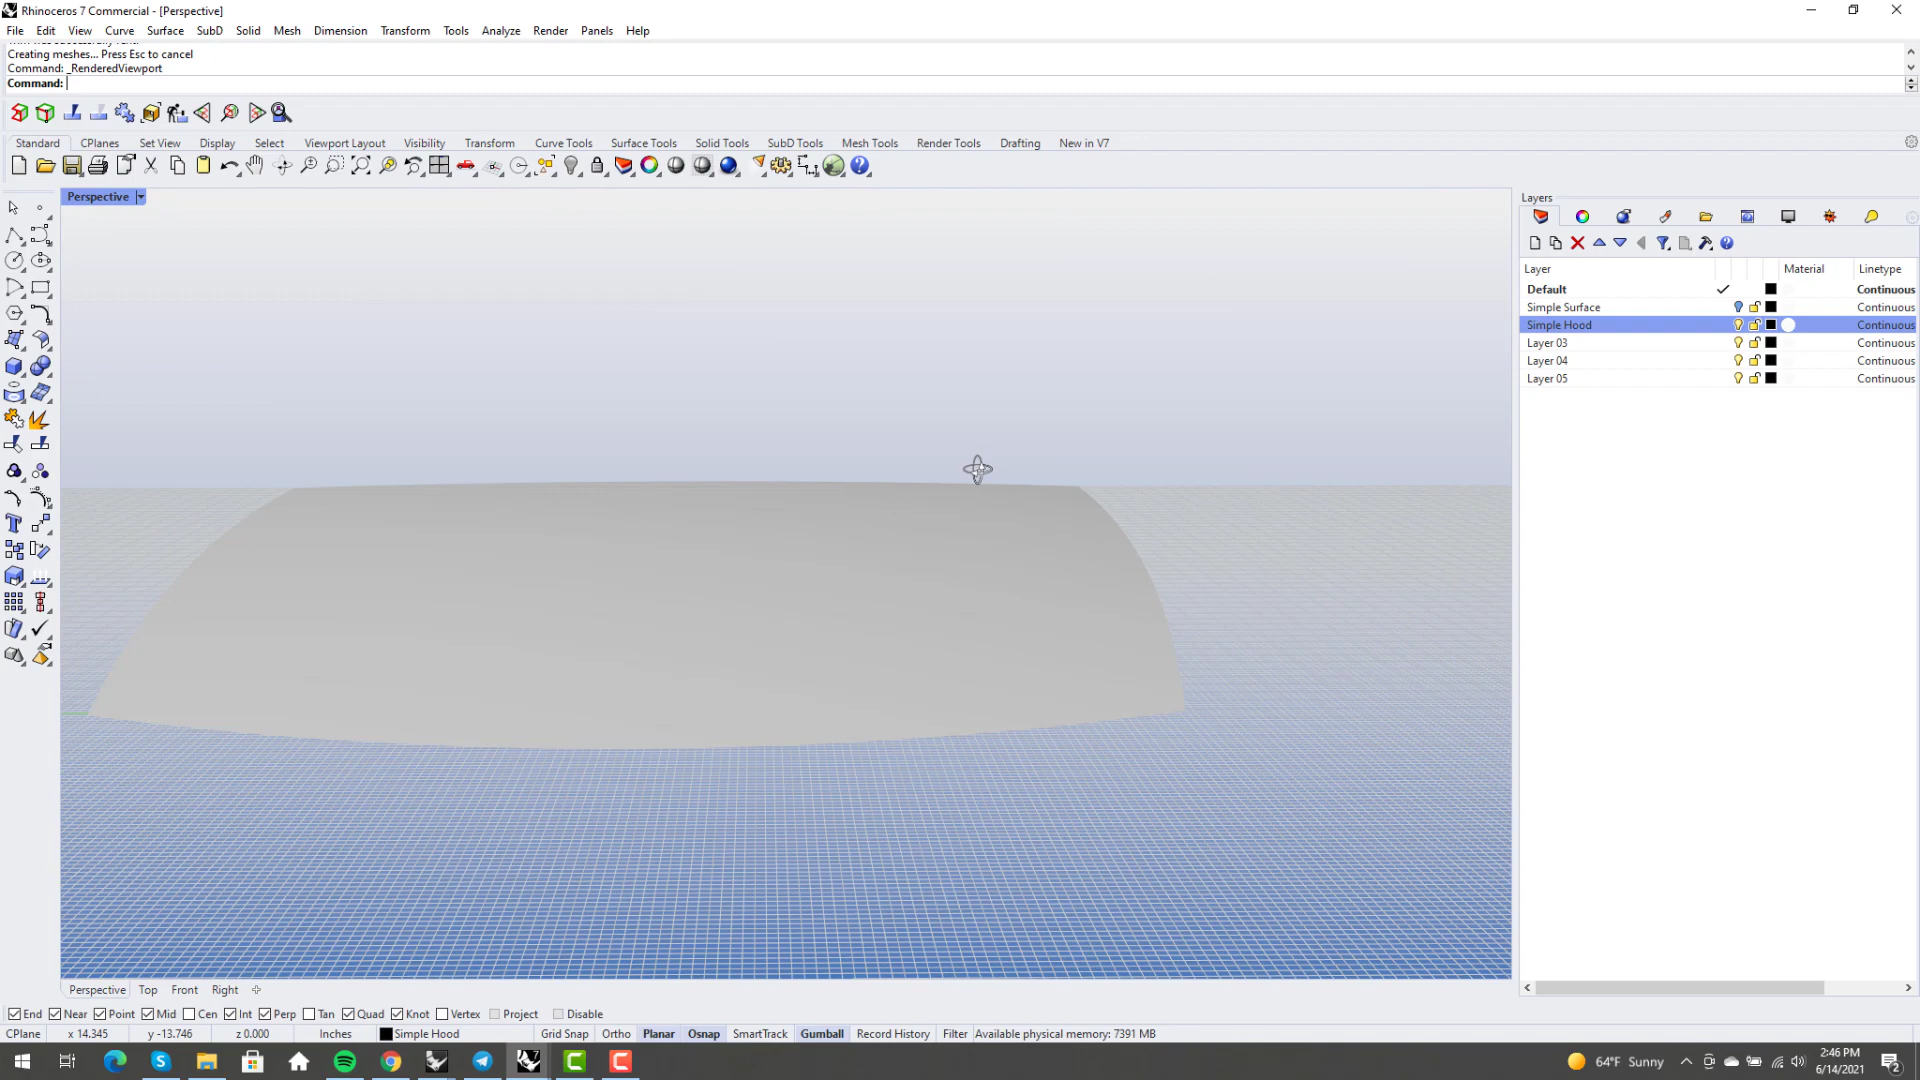 Rhinoceros 7 Commercial - [Perspective]
File Edit View Curve Surface SubD Solid Mesh Dimension Transform Tools Analyze Render Panels Help
Creating meshes... Press Esc to cancel
Command: _RenderedViewport
Command:
Standard CPlanes Set View Display Select Viewport Layout Visibility Transform Curve Tools Surface Tools Solid Tools SubD Tools Mesh Tools Render Tools Drafting New in V7
Perspective
Layers
Layer Material Linetype
Default Continuous
Simple Surface Continuous
Simple Hood Continuous
Layer 03 Continuous
Layer 04 Continuous
Layer 05 Continuous
Perspective Top Front Right
End Near Point Mid Cen Int Perp Tan Quad Knot Vertex Project Disable
CPlane x 14.345 y -13.746 z 0.000 Inches Simple Hood Grid Snap Ortho Planar Osnap SmartTrack Gumball Record History Filter Available physical memory: 7391 MB
64°F Sunny
2:46 PM
6/14/2021
2